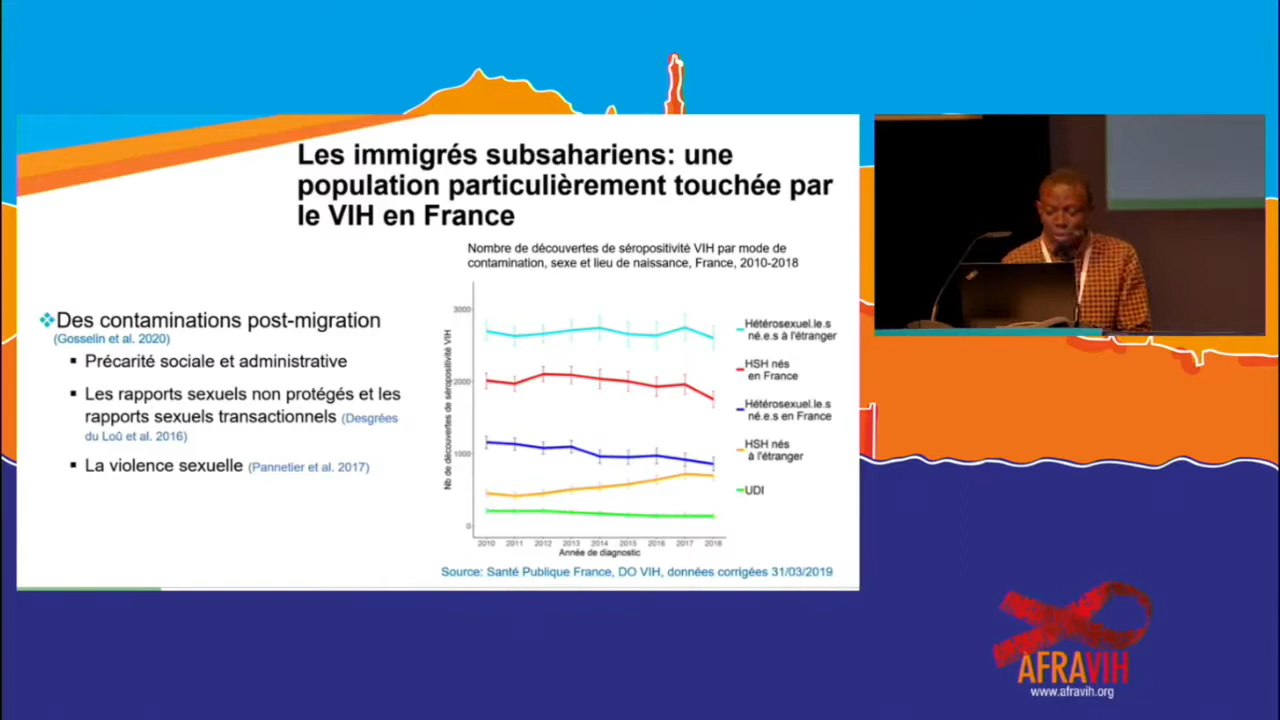 Les immigrés subsahariens: une
population particulièrement touchée par
le VIH en France
Des contaminations post-migration
(Gosselin et al. 2020)
Précarité sociale et administrative
Les rapports sexuels non protégés et les
rapports sexuels transactionnels (Desgrées
du Loû et al. 2016)
La violence sexuelle (Pannetier et al. 2017)
Nombre de découvertes de séropositivité VIH par mode de
contamination, sexe et lieu de naissance, France, 2010-2018
Nb de découvertes de séropositivité VIH
3000
2000
1000
0
2010 2011 2012 2013 2014 2015 2016 2017 2018
Année de diagnostic
Hétérosexuel.le.s
né.e.s à l'étranger
HSH nés
en France
Hétérosexuel.le.s
né.e.s en France
HSH nés
à l'étranger
UDI
Source: Santé Publique France, DO VIH, données corrigées 31/03/2019
AFRAVIH
www.afravih.org